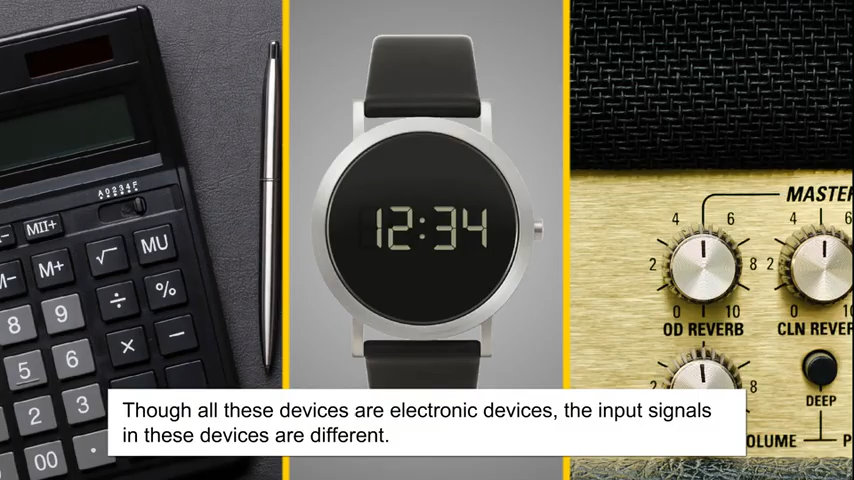 A0234F
MII+
M-
M+
√
MU
8
9
÷
%
5
6
×
−
2
3
00
.
12:34
MASTER
4
6
2
8
0
10
OD REVERB
4
6
2
8
0
10
CLN REVER
2
8
DEEP
OLUME
P
Though all these devices are electronic devices, the input signals
in these devices are different.